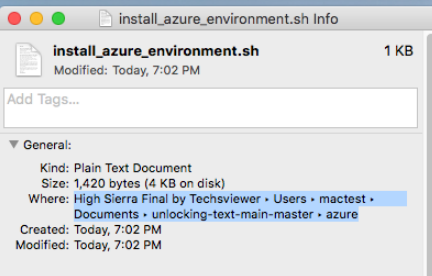 install_azure_environment.sh Info
install_azure_environment.sh 1 KB
Modified: Today, 7:02 PM
Add Tags...
▼ General:
Kind: Plain Text Document
Size: 1,420 bytes (4 KB on disk)
Where: High Sierra Final by Techsviewer ▸ Users ▸ mactest ▸
Documents ▸ unlocking-text-main-master ▸ azure
Created: Today, 7:02 PM
Modified: Today, 7:02 PM